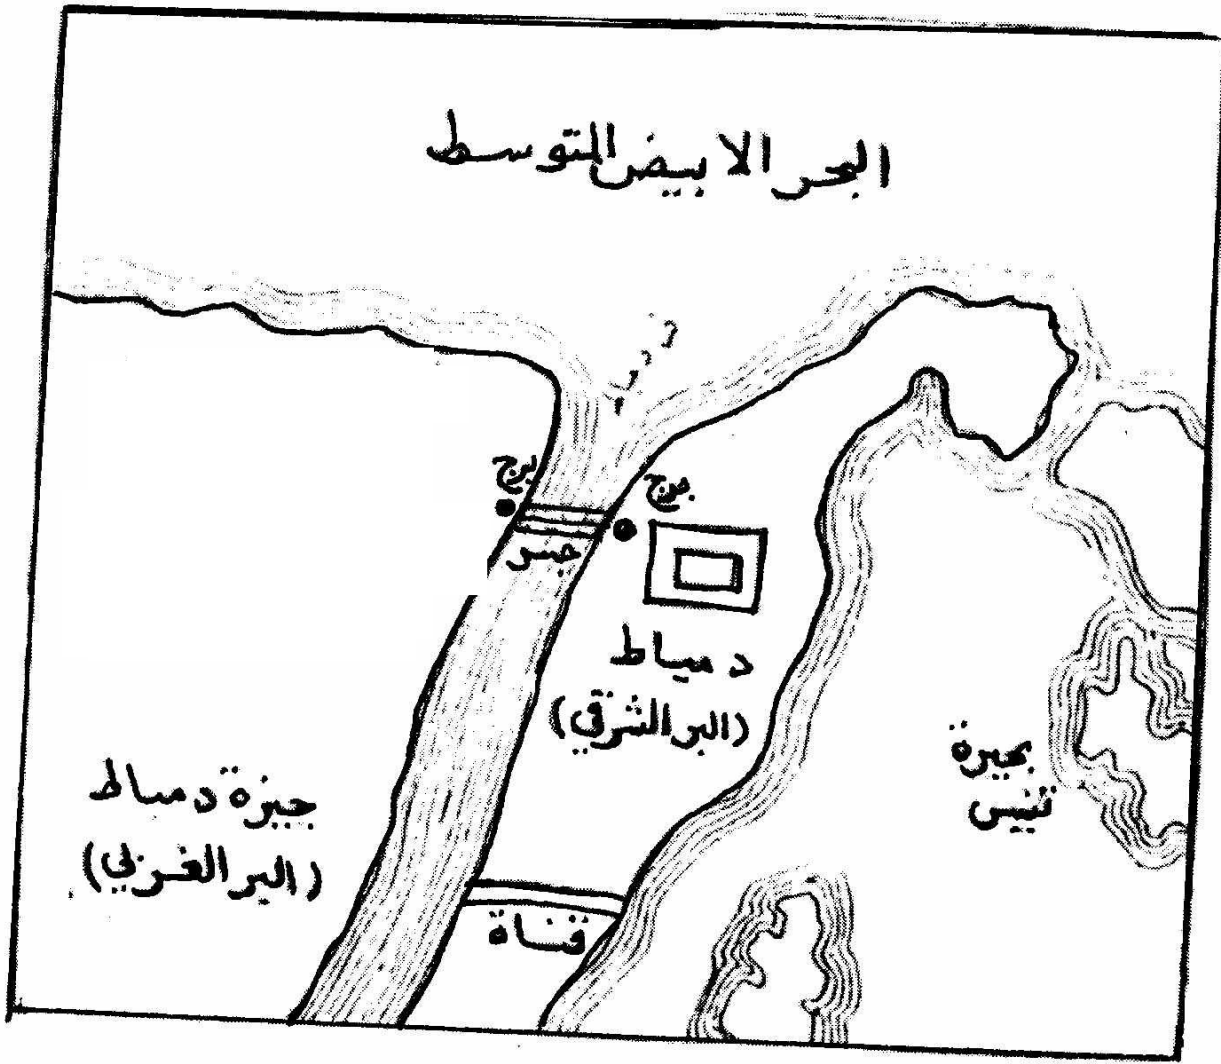 البحر الابيض المتوسط
برج
برج
جسر
دمياط
(البر الشرقي)
بحيرة
تنيس
جيزة دمياط
(البر الغربي)
قناة